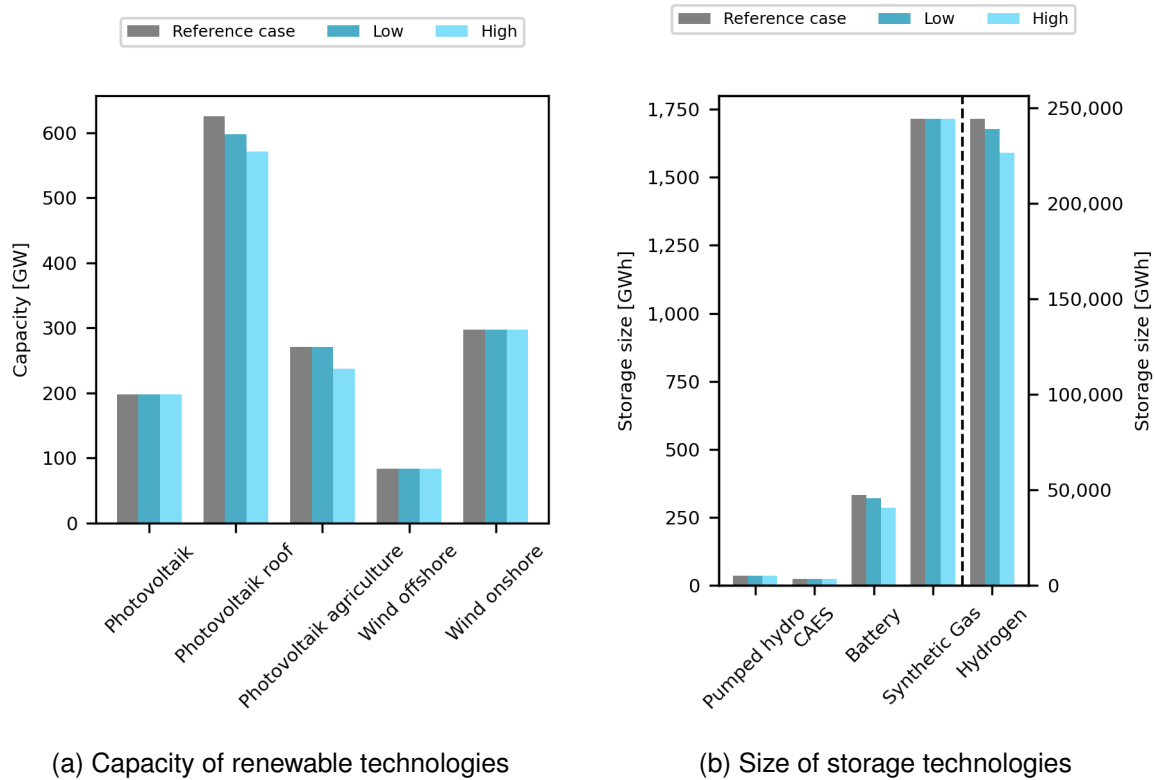 Reference case Low High
600
500
400
300
200
100
0
Capacity [GW]
Photovoltaik
Photovoltaik roof
Photovoltaik agriculture
Wind offshore
Wind onshore
(a) Capacity of renewable technologies
Reference case Low High
1,750
1,500
1,250
1,000
750
500
250
0
Storage size [GWh]
250,000
200,000
150,000
100,000
50,000
0
Storage size [GWh]
Pumped hydro
CAES
Battery
Synthetic Gas
Hydrogen
(b) Size of storage technologies